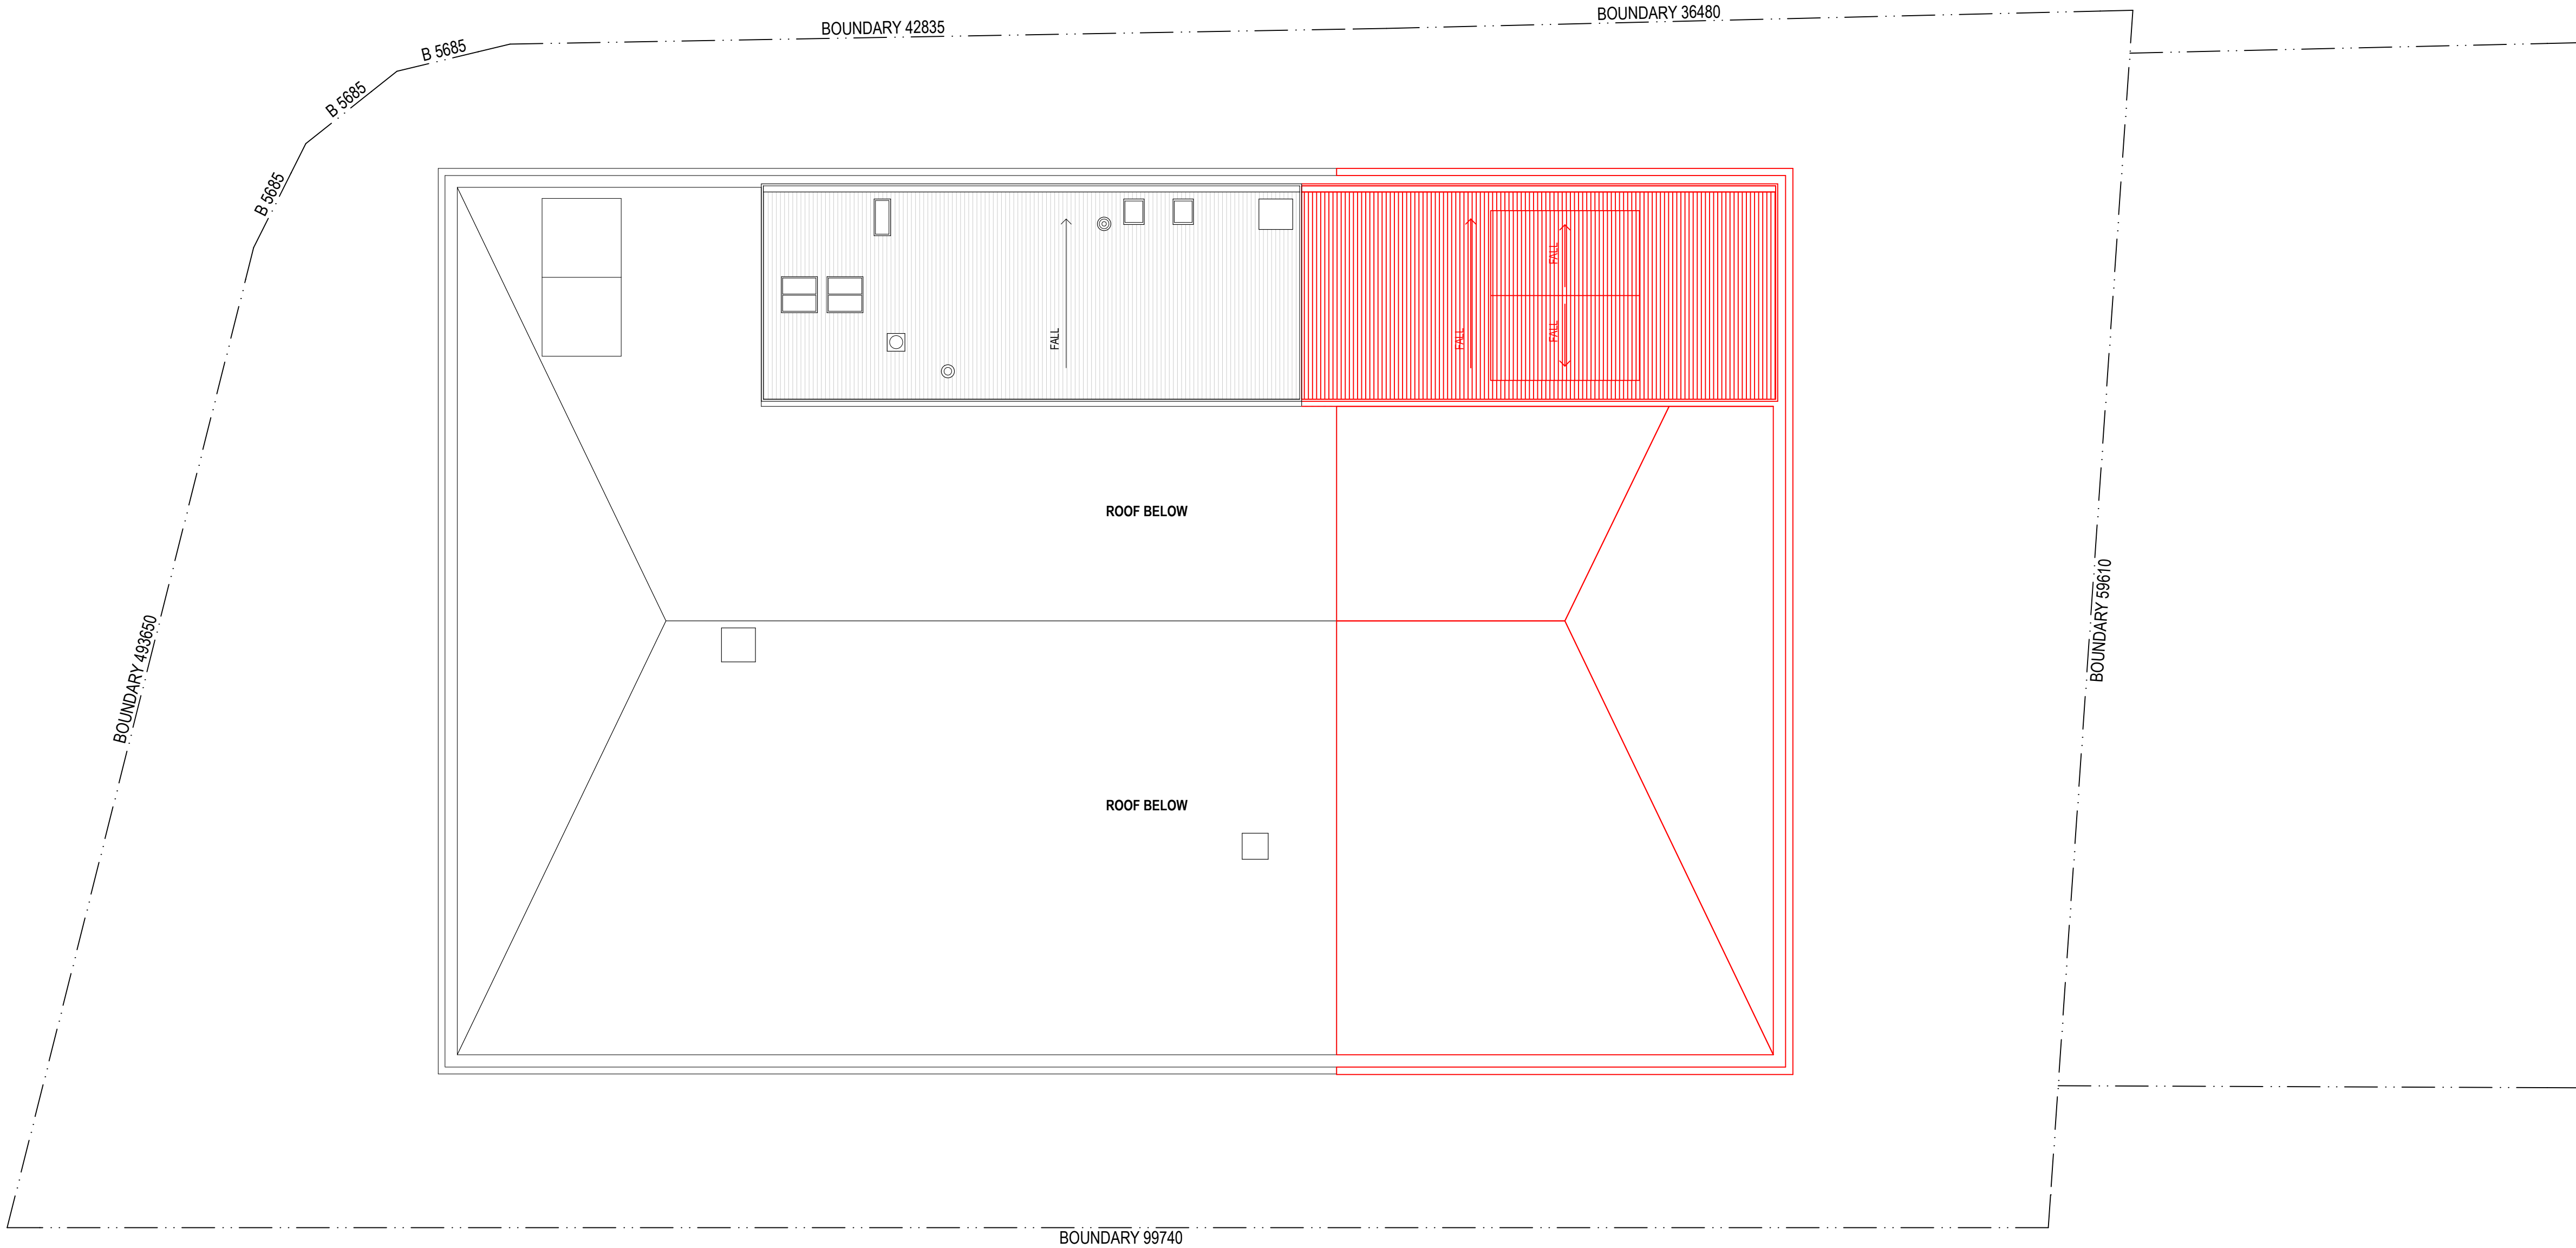 BOUNDARY 36480
BOUNDARY 42835
B 5685
B 5685
B 5685
FALL
FALL
FALL
FALL
ROOF BELOW
BOUNDARY 59610
BOUNDARY 493650
ROOF BELOW
BOUNDARY 99740